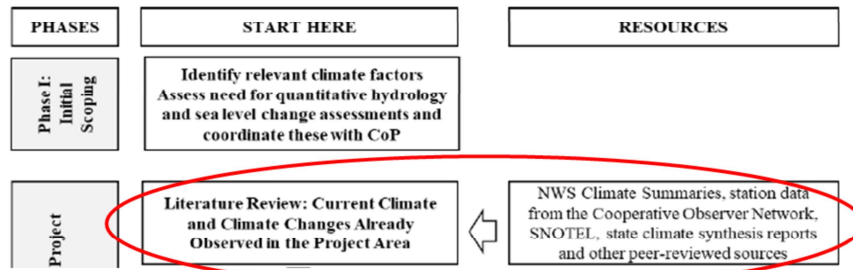 PHASES
START HERE
RESOURCES
Phase I:
Initial
Scoping
Identify relevant climate factors
Assess need for quantitative hydrology
and sea level change assessments and
coordinate these with CoP
Project
Literature Review: Current Climate
and Climate Changes Already
Observed in the Project Area
NWS Climate Summaries, station data
from the Cooperative Observer Network,
SNOTEL, state climate synthesis reports
and other peer-reviewed sources